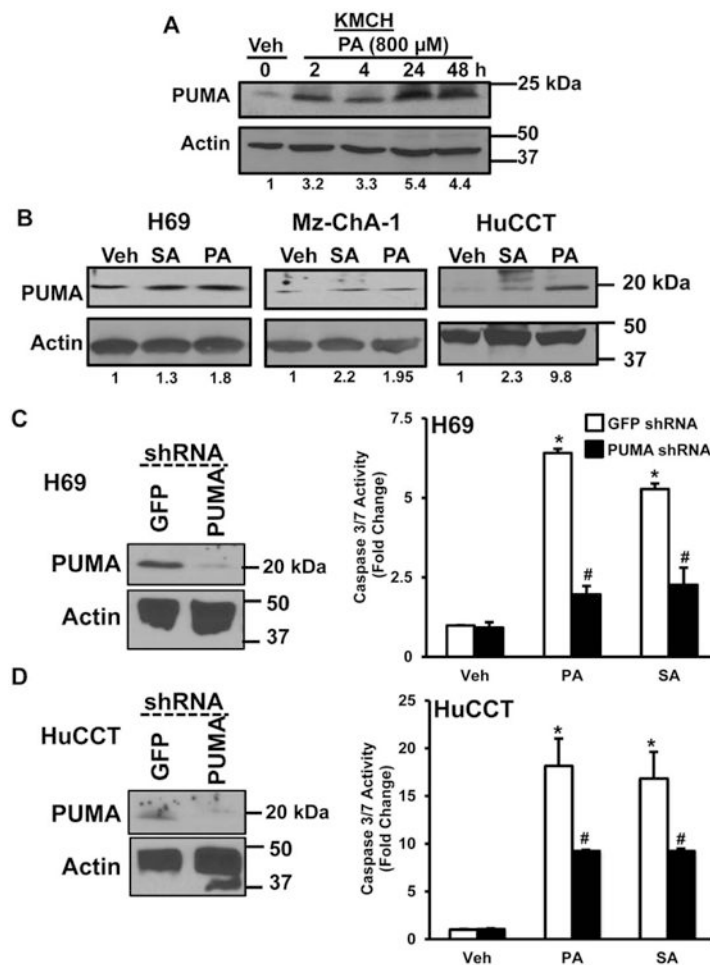 A
KMCH
Veh PA (800 µM)
0 2 4 24 48 h
PUMA
25 kDa
Actin
50
37
1 3.2 3.3 5.4 4.4
B
H69 Mz-ChA-1 HuCCT
Veh SA PA Veh SA PA Veh SA PA
PUMA
20 kDa
Actin
50
37
1 1.3 1.8 1 2.2 1.95 1 2.3 9.8
C
H69
shRNA
GFP PUMA
PUMA
20 kDa
Actin
50
37
H69
GFP shRNA
PUMA shRNA
Caspase 3/7 Activity
(Fold Change)
7.5
5
2.5
0
* *
# #
Veh PA SA
D
HuCCT
shRNA
GFP PUMA
PUMA
20 kDa
Actin
50
37
HuCCT
Caspase 3/7 Activity
(Fold Change)
25
20
15
10
5
0
* *
# #
Veh PA SA